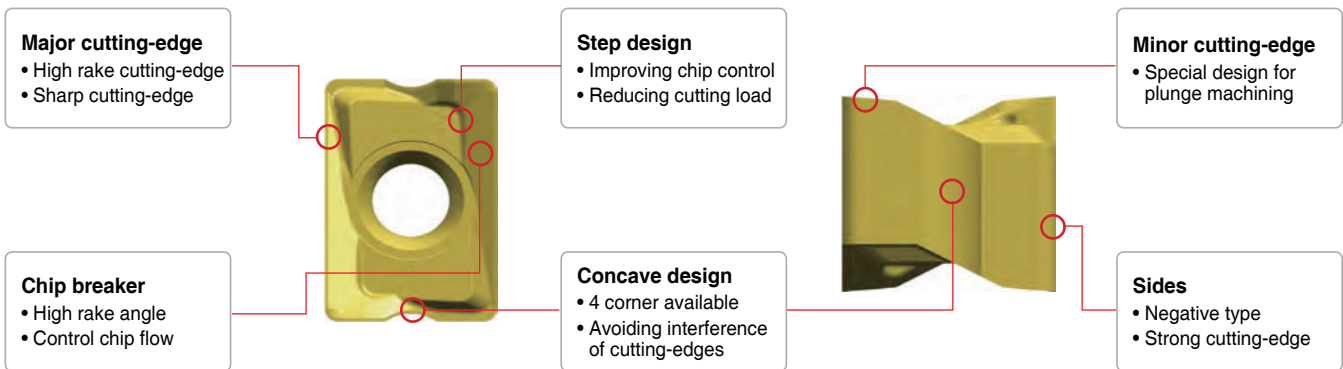 Major cutting-edge
• High rake cutting-edge
• Sharp cutting-edge
Step design
• Improving chip control
• Reducing cutting load
Minor cutting-edge
• Special design for
plunge machining
Chip breaker
• High rake angle
• Control chip flow
Concave design
• 4 corner available
• Avoiding interference
of cutting-edges
Sides
• Negative type
• Strong cutting-edge